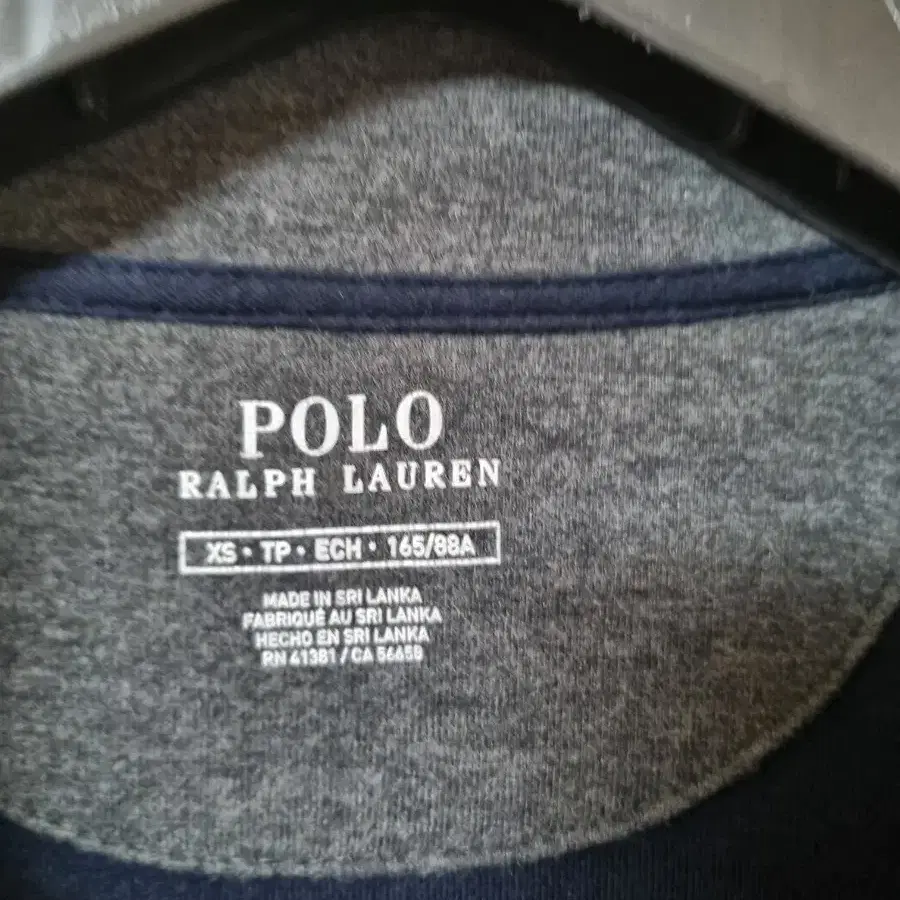 POLO
RALPH LAUREN
XS • TP • ECH • 165/88A
MADE IN SRI LANKA
FABRIQUÉ AU SRI LANKA
HECHO EN SRI LANKA
RN 41381 / CA 56658